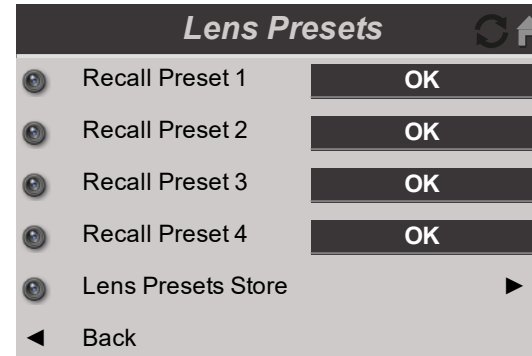 Lens Presets
Recall Preset 1 OK
Recall Preset 2 OK
Recall Preset 3 OK
Recall Preset 4 OK
Lens Presets Store ►
◄ Back